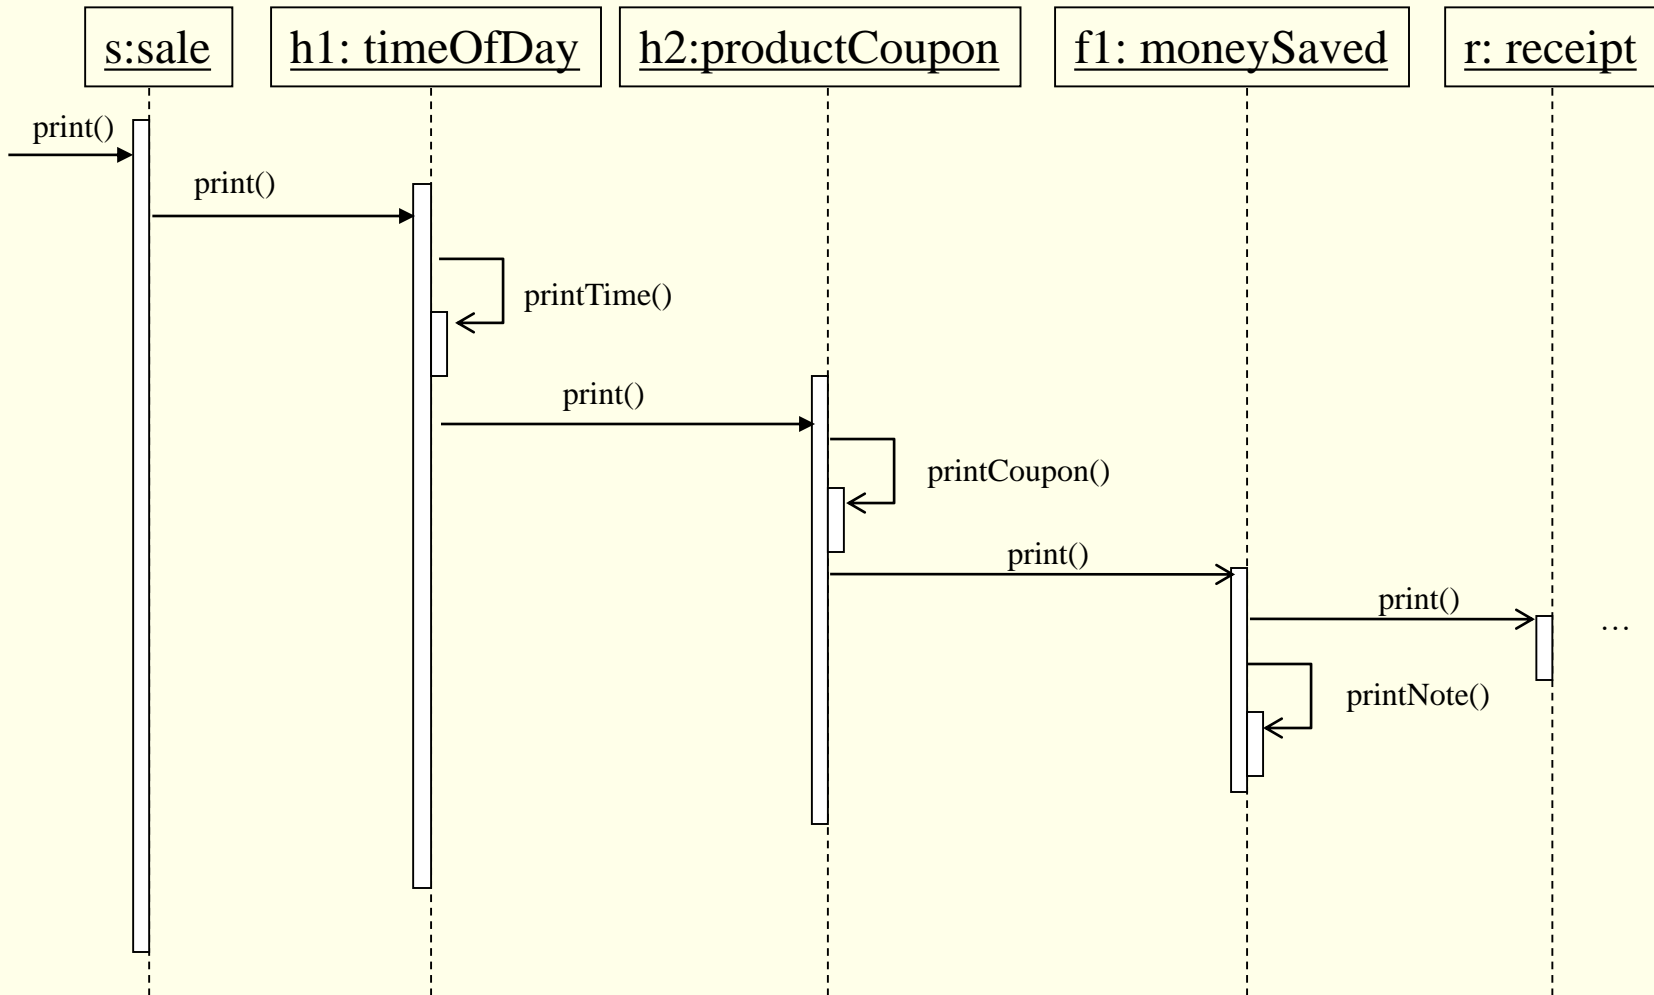 s:sale
h1: timeOfDay
h2:productCoupon
f1: moneySaved
r: receipt
print()
print()
printTime()
print()
printCoupon()
print()
print()
…
printNote()